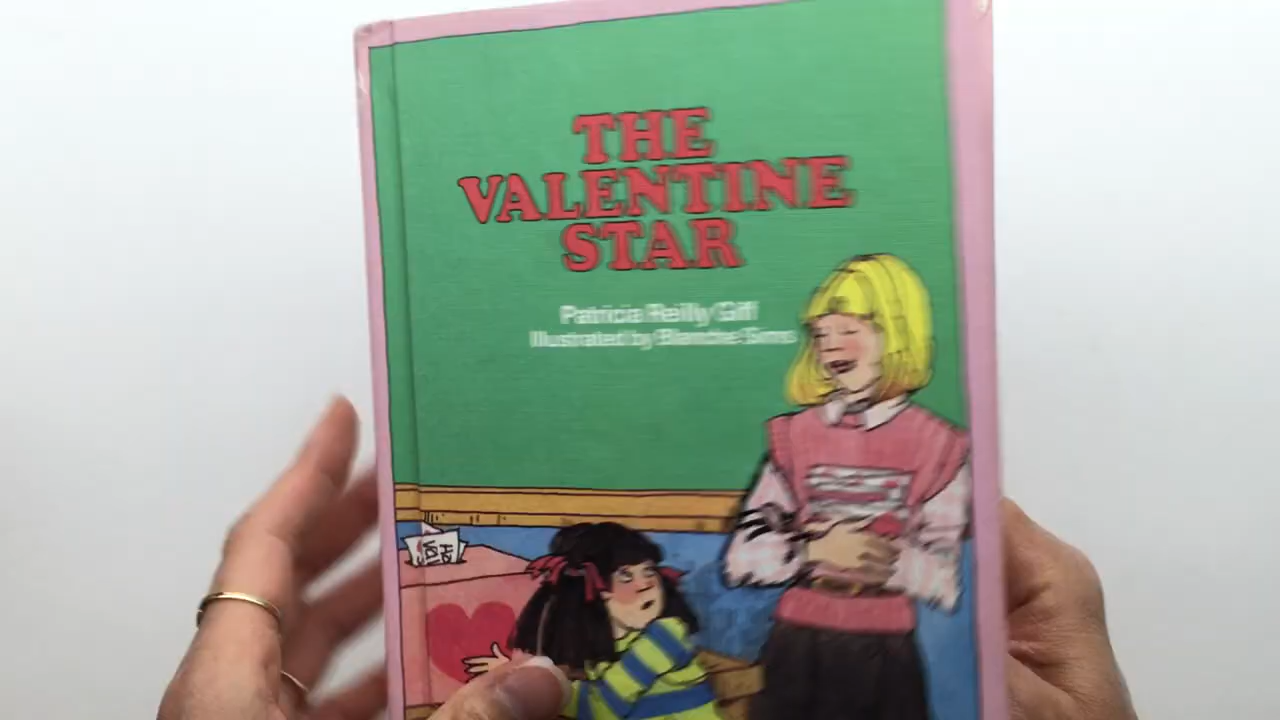 THE
VALENTINE
STAR
Patricia Reilly Giff
Illustrated by Blanche Sims